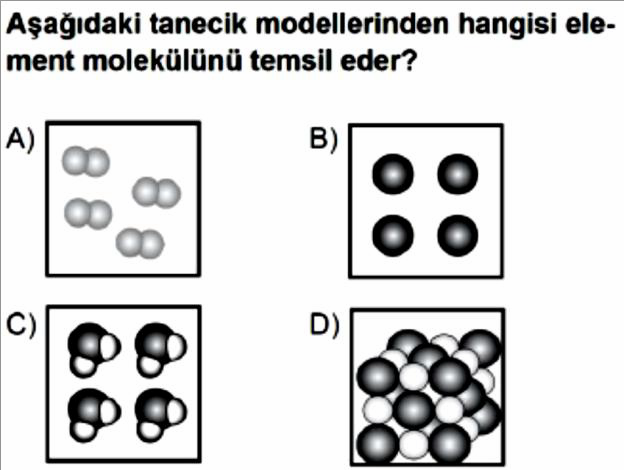 Aşağıdaki tanecik modellerinden hangisi ele-
ment molekülünü temsil eder?
A)
B)
C)
D)